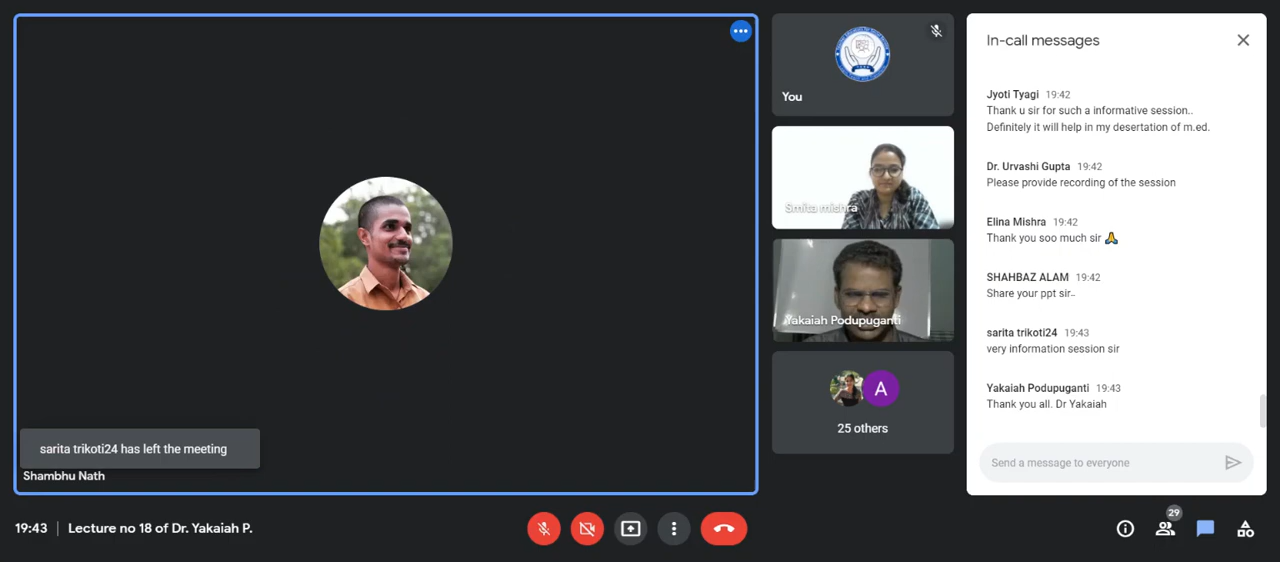 sarita trikoti24 has left the meeting
Shambhu Nath
You
Smita mishra
Yakaiah Podupuganti
A
25 others
In-call messages
Jyoti Tyagi 19:42
Thank u sir for such a informative session..
Definitely it will help in my desertation of m.ed.
Dr. Urvashi Gupta 19:42
Please provide recording of the session
Elina Mishra 19:42
Thank you soo much sir 🙏
SHAHBAZ ALAM 19:42
Share your ppt sir..
sarita trikoti24 19:43
very information session sir
Yakaiah Podupuganti 19:43
Thank you all. Dr Yakaiah
Send a message to everyone
19:43 | Lecture no 18 of Dr. Yakaiah P.
29